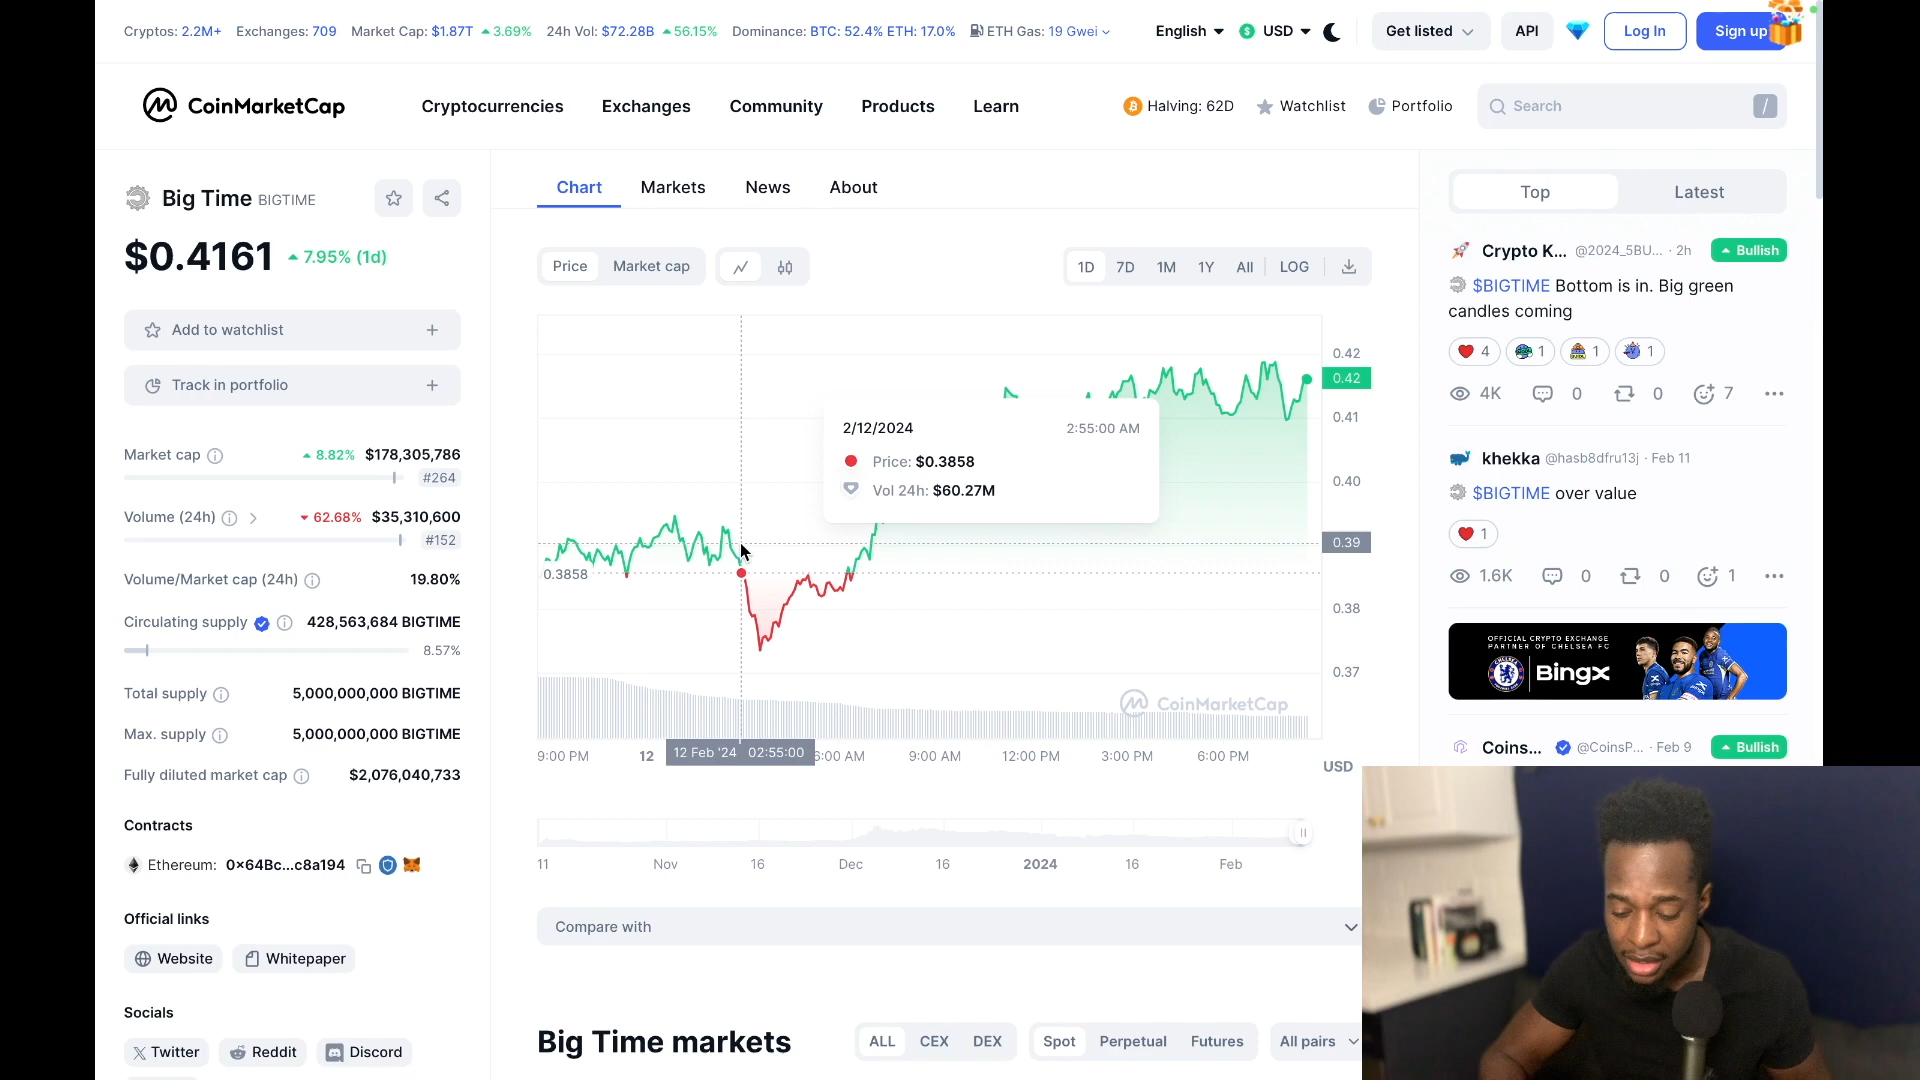 Cryptos: 2.2M+ Exchanges: 709 Market Cap: $1.87T 3.69% 24h Vol: $72.28B 56.15% Dominance: BTC: 52.4% ETH: 17.0% ETH Gas: 19 Gwei English USD Get listed API Log In Sign up
CoinMarketCap Cryptocurrencies Exchanges Community Products Learn Halving: 62D Watchlist Portfolio Search /
Big Time BIGTIME
$0.4161 7.95% (1d)
Add to watchlist +
Track in portfolio +
Market cap 8.82% $178,305,786
#264
Volume (24h) 62.68% $35,310,600
#152
Volume/Market cap (24h) 19.80%
Circulating supply 428,563,684 BIGTIME
8.57%
Total supply 5,000,000,000 BIGTIME
Max. supply 5,000,000,000 BIGTIME
Fully diluted market cap $2,076,040,733
Contracts
Ethereum: 0x64Bc...c8a194
Official links
Website Whitepaper
Socials
Twitter Reddit Discord
Chart Markets News About
Price Market cap 1D 7D 1M 1Y All LOG
0.42
0.42
0.41
0.40
0.39
0.38
0.37
2/12/2024 2:55:00 AM
Price: $0.3858
Vol 24h: $60.27M
0.3858
CoinMarketCap
9:00 PM 12 12 Feb '24 02:55:00 6:00 AM 9:00 AM 12:00 PM 3:00 PM 6:00 PM
USD
11 Nov 16 Dec 16 2024 16 Feb
Compare with
Big Time markets ALL CEX DEX Spot Perpetual Futures All pairs
Top Latest
Crypto K... @2024_5BU... · 2h Bullish
$BIGTIME Bottom is in. Big green
candles coming
4 1 1 1
4K 0 0 7
khekka @hasb8dfru13j · Feb 11
$BIGTIME over value
1
1.6K 0 0 1
OFFICIAL CRYPTO EXCHANGE
PARTNER OF CHELSEA FC
BingX
Coins... @CoinsP... · Feb 9 Bullish